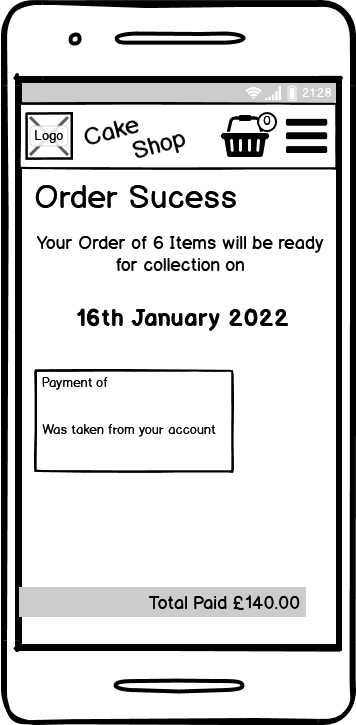 21:28
Logo
Cake
Shop
0
Order Sucess
Your Order of 6 Items will be ready
for collection on
16th January 2022
Payment of
Was taken from your account
Total Paid £140.00